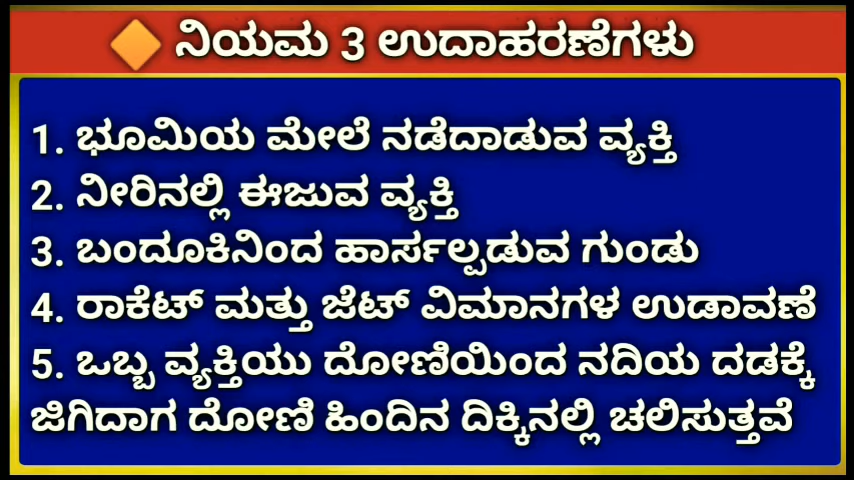 ನಿಯಮ 3 ಉದಾಹರಣೆಗಳು
1. ಭೂಮಿಯ ಮೇಲೆ ನಡೆದಾಡುವ ವ್ಯಕ್ತಿ
2. ನೀರಿನಲ್ಲಿ ಈಜುವ ವ್ಯಕ್ತಿ
3. ಬಂದೂಕಿನಿಂದ ಹಾರ್ಸಲ್ಪಡುವ ಗುಂಡು
4. ರಾಕೆಟ್ ಮತ್ತು ಜೆಟ್ ವಿಮಾನಗಳ ಉಡಾವಣೆ
5. ಒಬ್ಬ ವ್ಯಕ್ತಿಯು ದೋಣಿಯಿಂದ ನದಿಯ ದಡಕ್ಕೆ
ಜಿಗಿದಾಗ ದೋಣಿ ಹಿಂದಿನ ದಿಕ್ಕಿನಲ್ಲಿ ಚಲಿಸುತ್ತವೆ